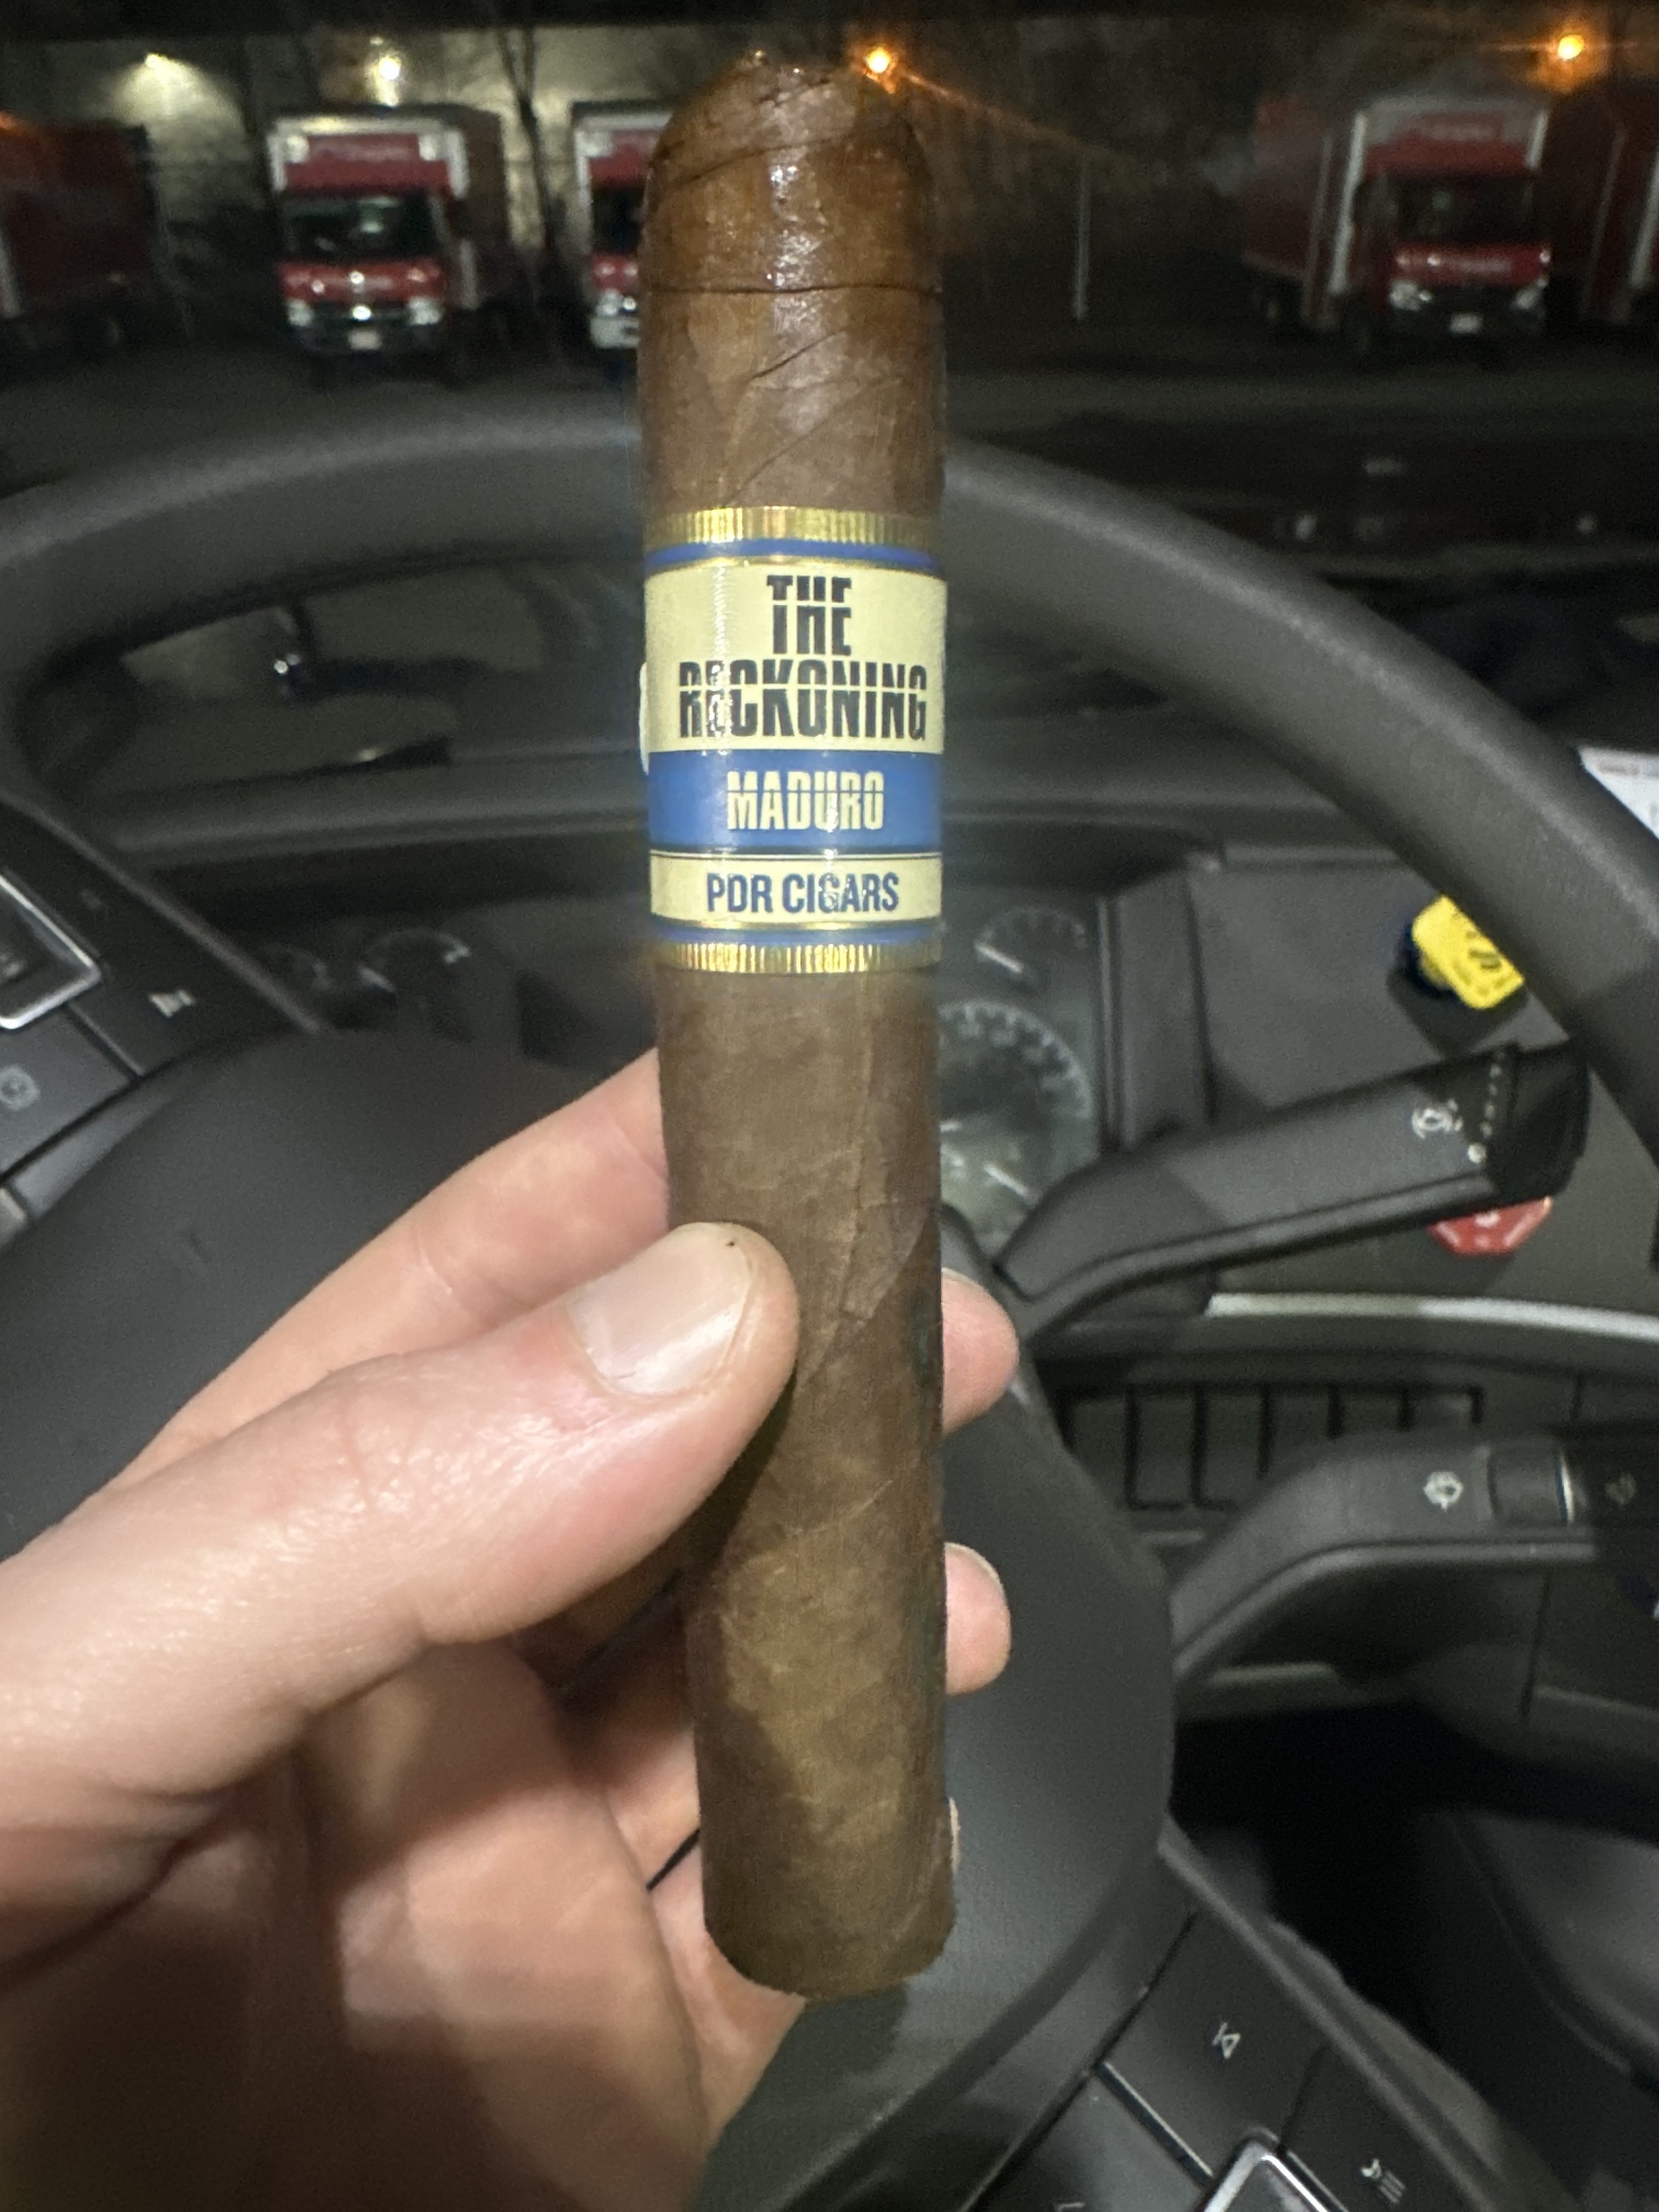 THE
RECKONING
MADURO
PDR CIGARS